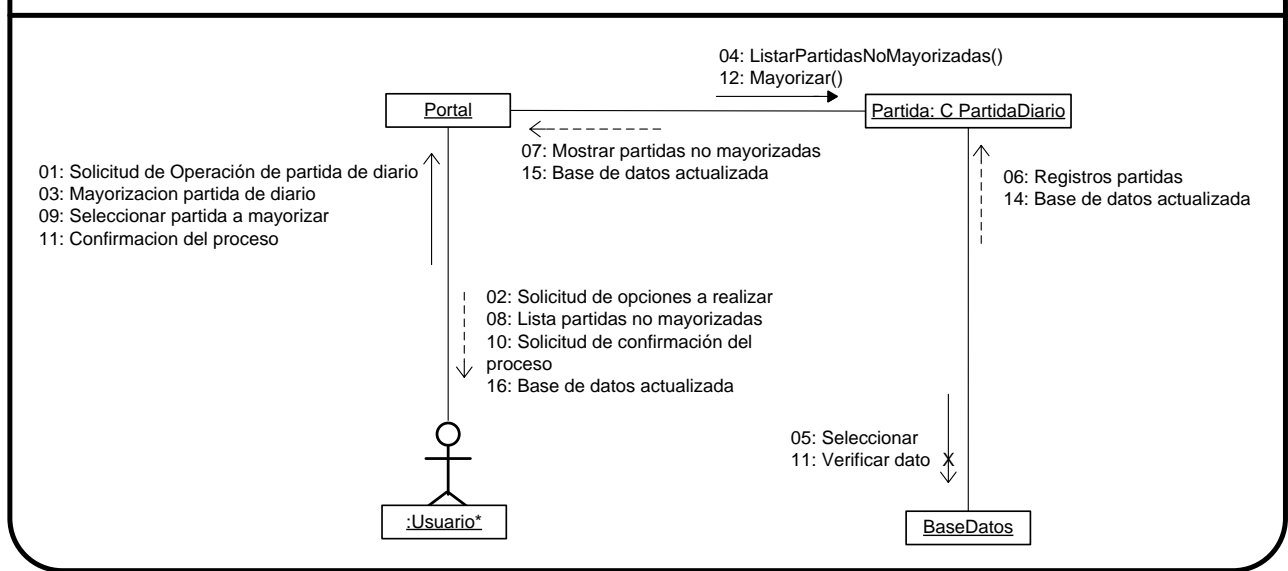 04: ListarPartidasNoMayorizadas()
12: Mayorizar()
Portal
Partida: C PartidaDiario
07: Mostrar partidas no mayorizadas
15: Base de datos actualizada
01: Solicitud de Operación de partida de diario
03: Mayorizacion partida de diario
09: Seleccionar partida a mayorizar
11: Confirmacion del proceso
06: Registros partidas
14: Base de datos actualizada
02: Solicitud de opciones a realizar
08: Lista partidas no mayorizadas
10: Solicitud de confirmación del
proceso
16: Base de datos actualizada
05: Seleccionar
11: Verificar dato X
:Usuario*
BaseDatos